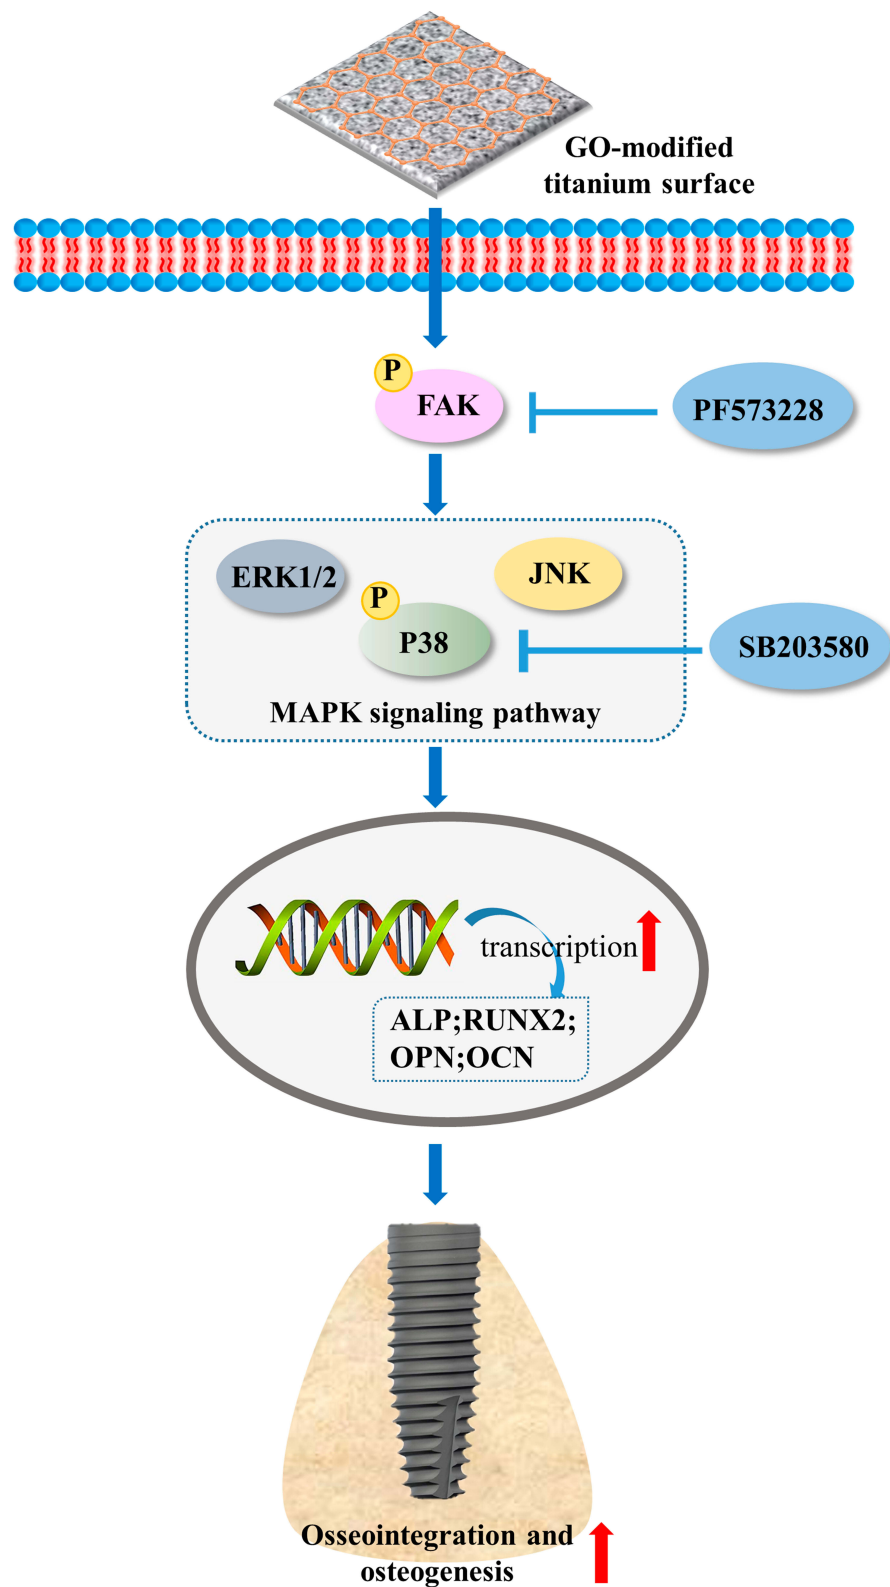 GO-modified
titanium surface
P
FAK
PF573228
ERK1/2
JNK
P
P38
SB203580
MAPK signaling pathway
transcription
ALP;RUNX2;
OPN;OCN
Osseointegration and
osteogenesis